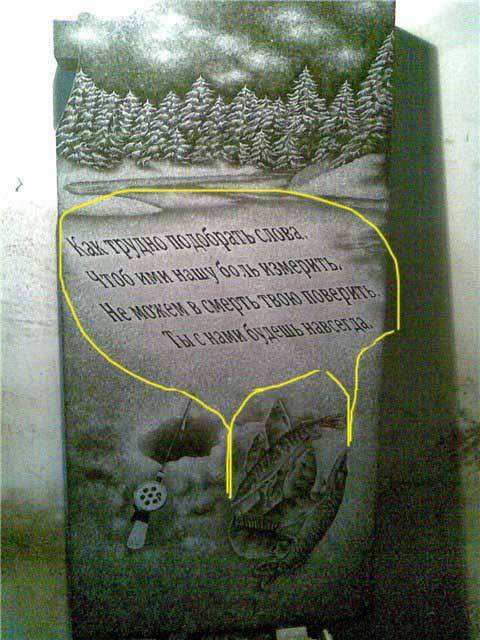 Как трудно подобрать слова.
Чтоб ими нашу боль измерить,
Не можем в смерть твою поверить,
Ты с нами будешь навсегда.